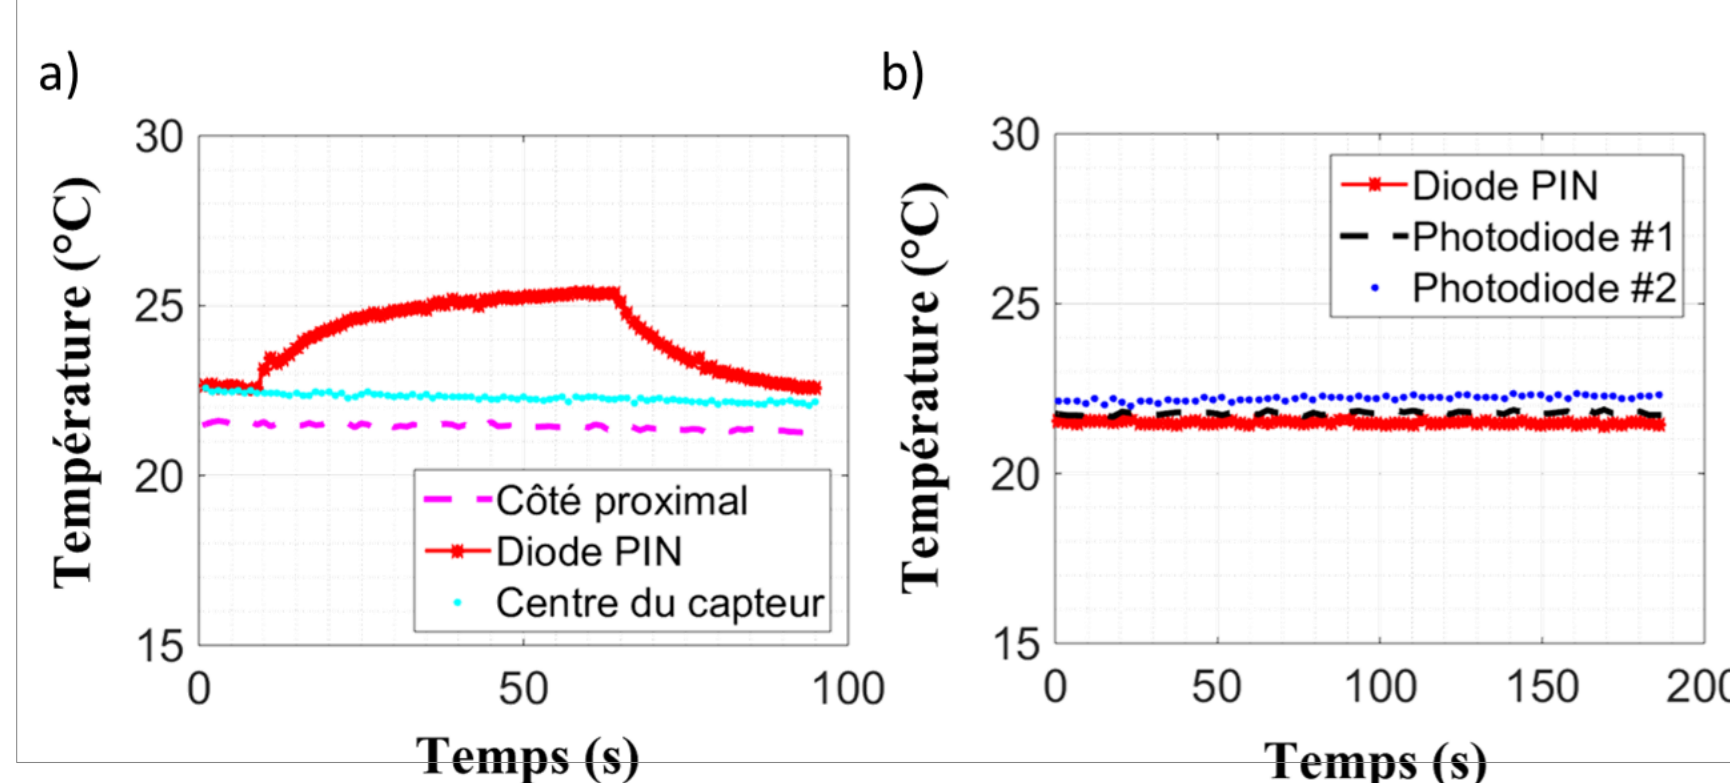 a)
30
25
20
15
0
50
100
Température (°C)
Temps (s)
Côté proximal
Diode PIN
Centre du capteur
b)
30
25
20
15
0
50
100
150
200
Température (°C)
Temps (s)
Diode PIN
Photodiode #1
Photodiode #2